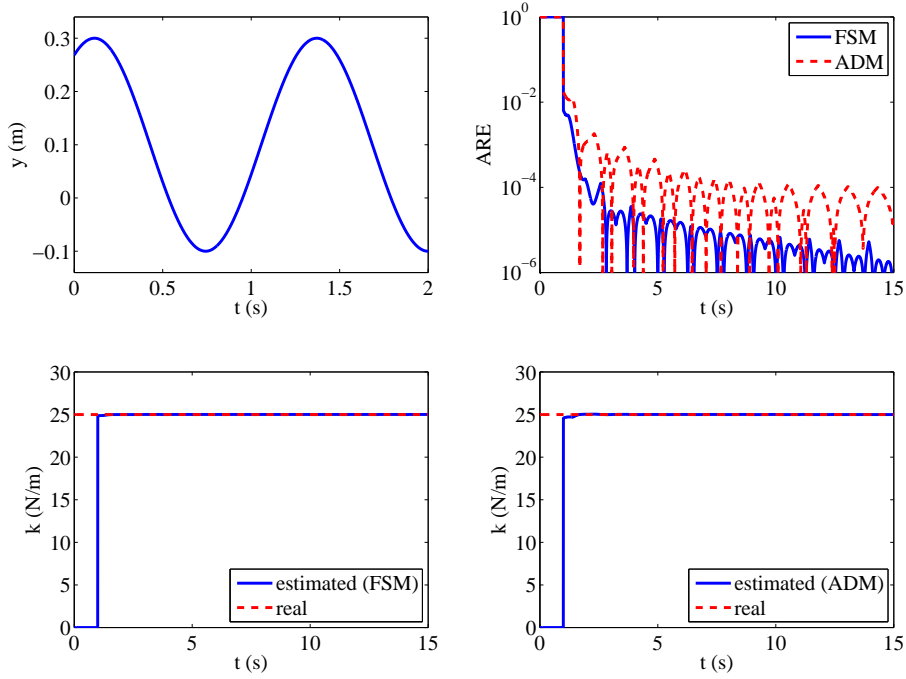 0.3
0.2
0.1
0
−0.1
y (m)
0 0.5 1 1.5 2
t (s)
10^0
10^−2
10^−4
10^−6
ARE
FSM
ADM
0 5 10 15
t (s)
30
25
20
15
10
5
0
k (N/m)
estimated (FSM)
real
0 5 10 15
t (s)
30
25
20
15
10
5
0
k (N/m)
estimated (ADM)
real
0 5 10 15
t (s)